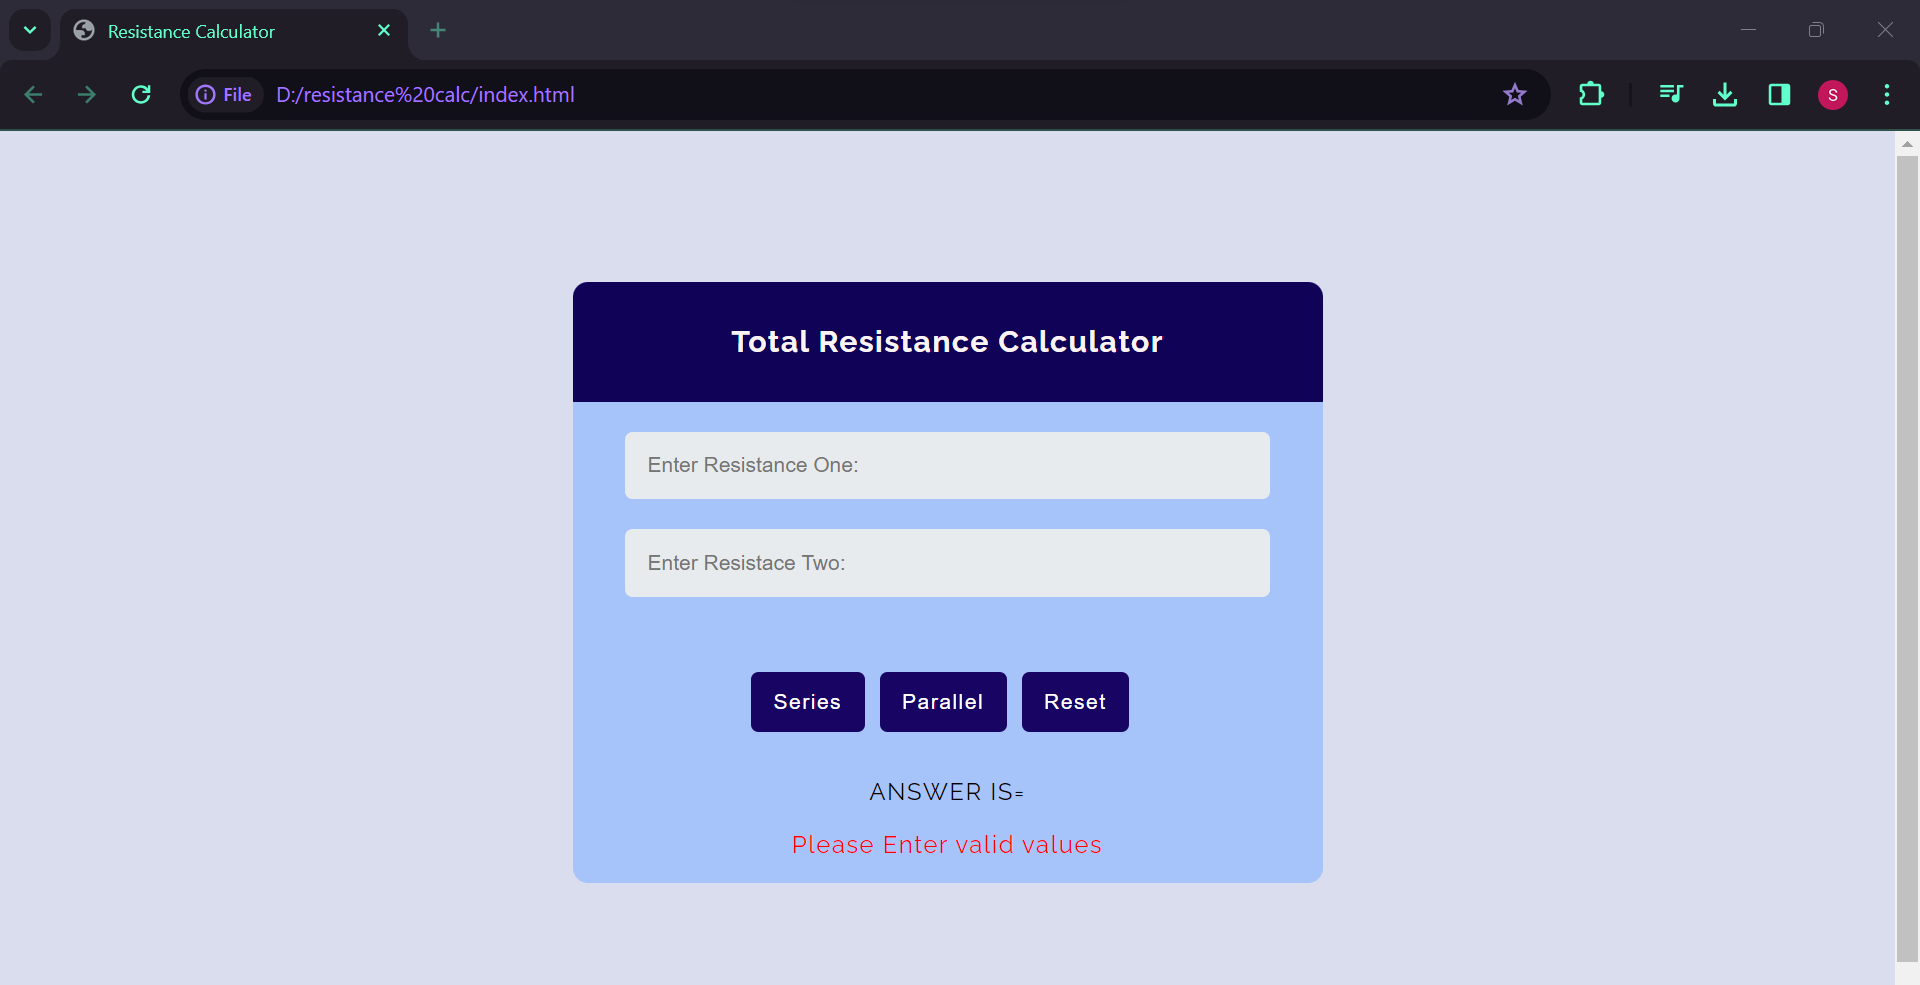 Resistance Calculator
File
D:/resistance%20calc/index.html
S
Total Resistance Calculator
Enter Resistance One:
Enter Resistace Two:
Series
Parallel
Reset
ANSWER IS=
Please Enter valid values